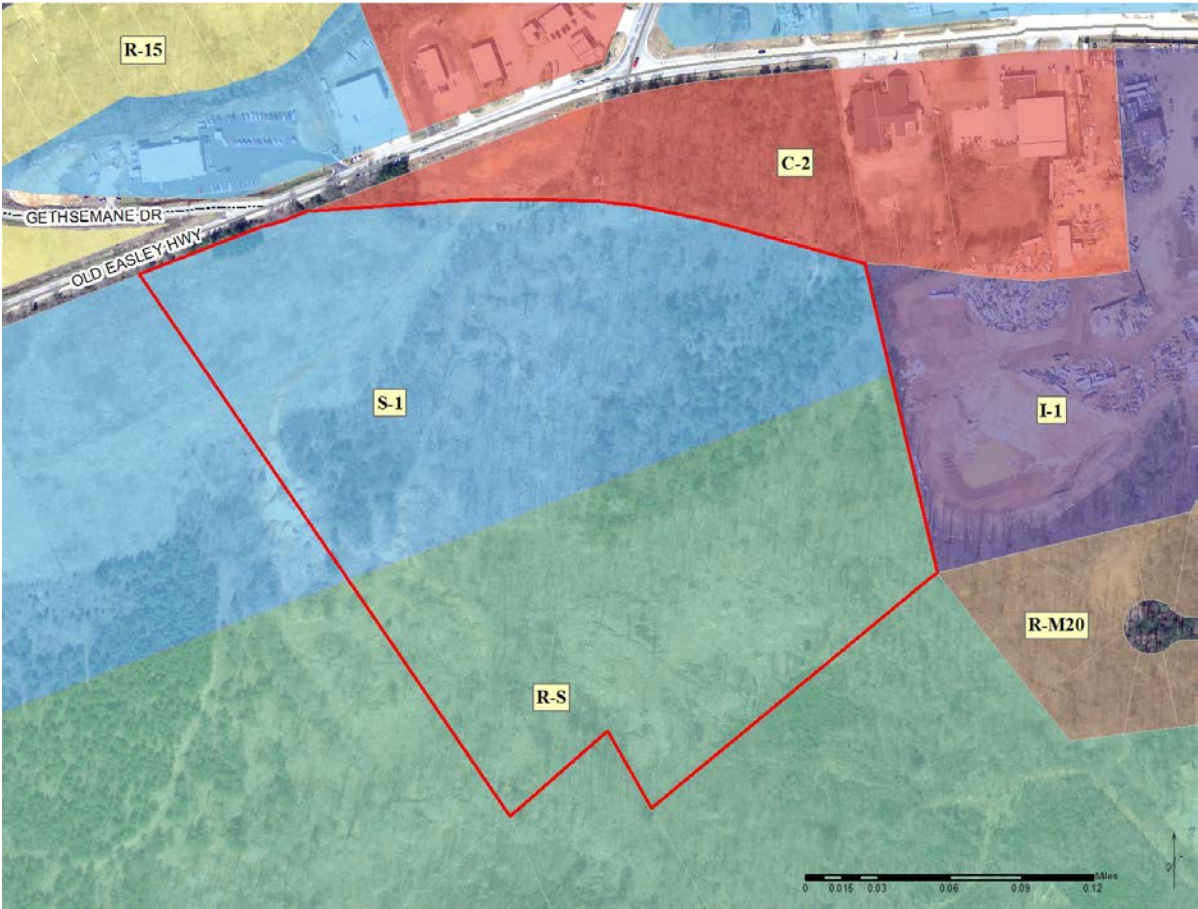 R-15
C-2
GETHSEMANE DR
OLD EASLEY HWY
S-1
I-1
R-M20
R-S
Miles
0 0.015 0.03 0.06 0.09 0.12